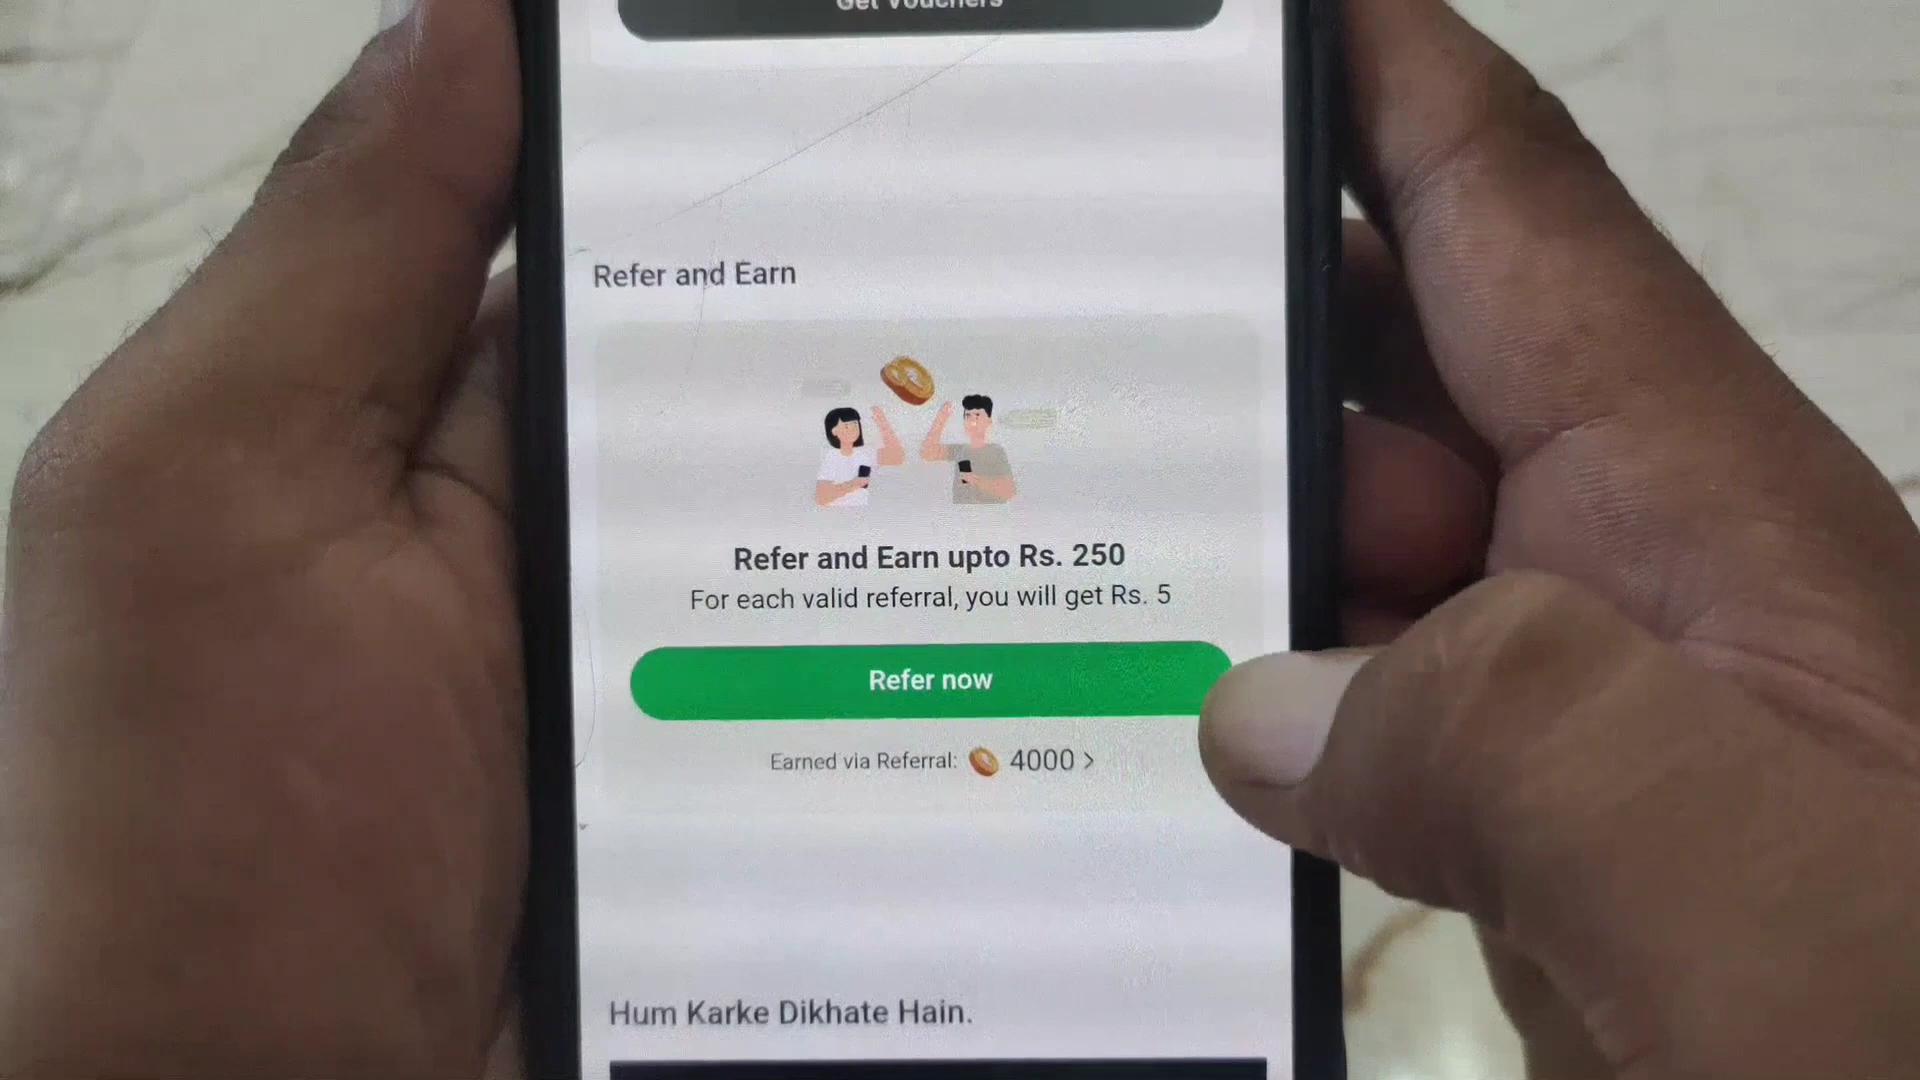 Get Vouchers
Refer and Earn
Refer and Earn upto Rs. 250
For each valid referral, you will get Rs. 5
Refer now
Earned via Referral: 4000 >
Hum Karke Dikhate Hain.